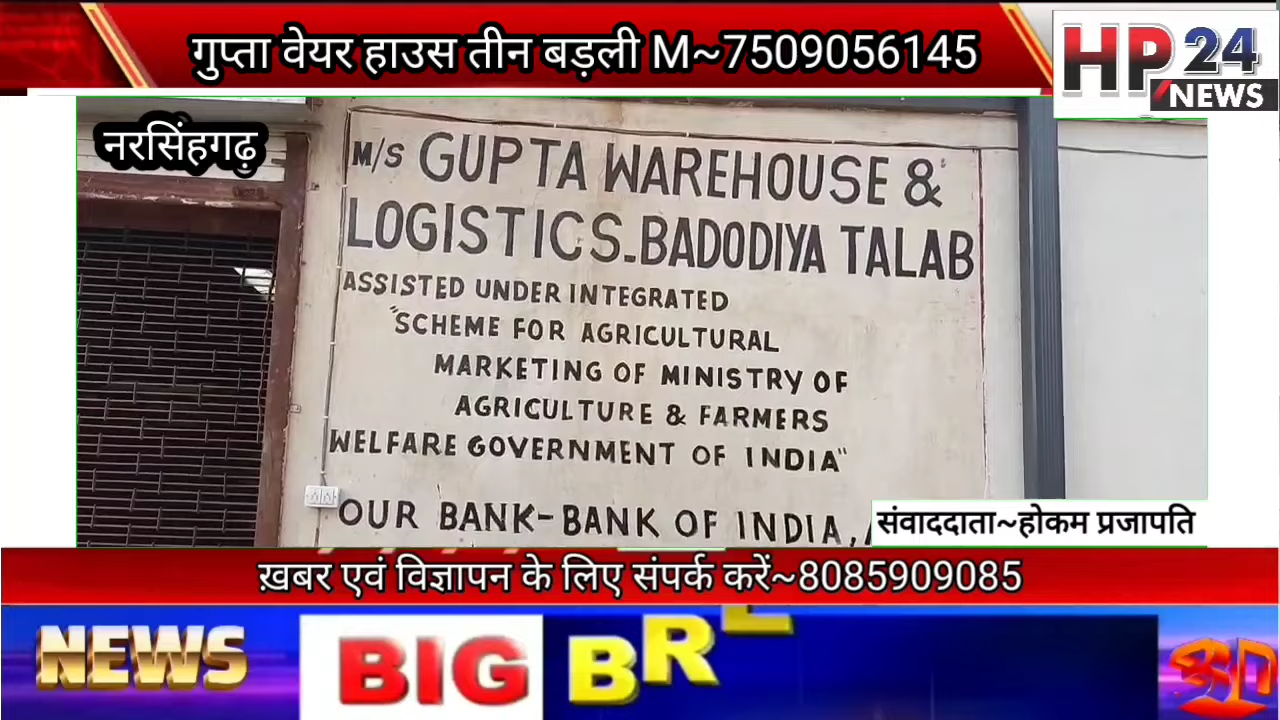 गुप्ता वेयर हाउस तीन बड़ली M~7509056145
HP 24
NEWS
नरसिंहगढ़
M/S GUPTA WAREHOUSE &
LOGISTICS-BADODIYA TALAB
ASSISTED UNDER INTEGRATED
"SCHEME FOR AGRICULTURAL
MARKETING OF MINISTRY OF
AGRICULTURE & FARMERS
WELFARE GOVERNMENT OF INDIA"
OUR BANK-BANK OF INDIA,
संवाददाता~होकम प्रजापति
ख़बर एवं विज्ञापन के लिए संपर्क करें~8085909085
NEWS
BIG
BRE